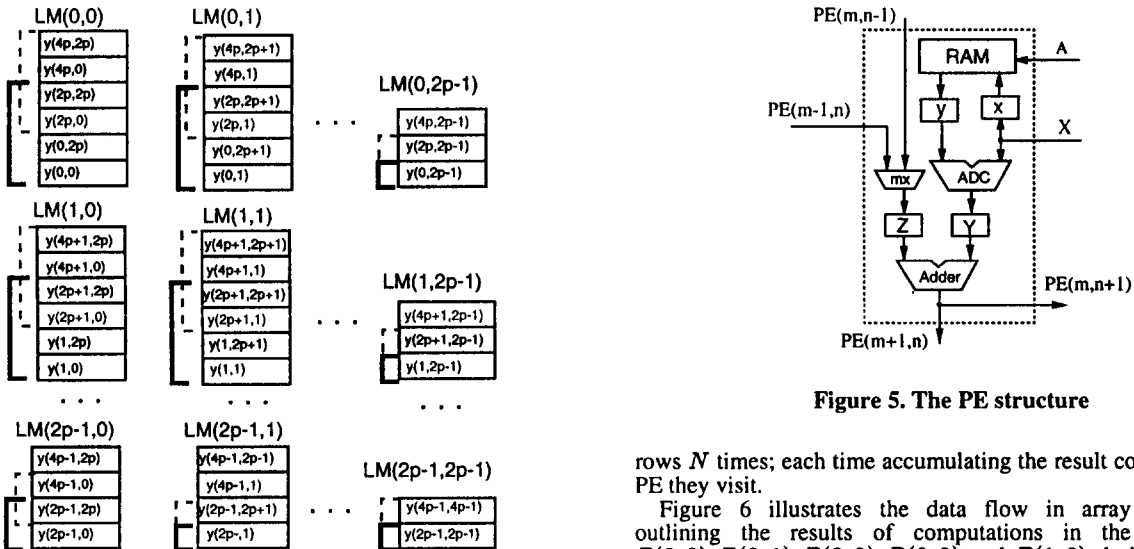 LM(0,0)
y(4p,2p)
y(4p,0)
y(2p,2p)
y(2p,0)
y(0,2p)
y(0,0)
LM(0,1)
y(4p,2p+1)
y(4p,1)
y(2p,2p+1)
y(2p,1)
y(0,2p+1)
y(0,1)
. . .
LM(0,2p-1)
y(4p,2p-1)
y(2p,2p-1)
y(0,2p-1)
LM(1,0)
y(4p+1,2p)
y(4p+1,0)
y(2p+1,2p)
y(2p+1,0)
y(1,2p)
y(1,0)
. . .
LM(1,1)
y(4p+1,2p+1)
y(4p+1,1)
y(2p+1,2p+1)
y(2p+1,1)
y(1,2p+1)
y(1,1)
. . .
. . .
LM(1,2p-1)
y(4p+1,2p-1)
y(2p+1,2p-1)
y(1,2p-1)
. . .
LM(2p-1,0)
y(4p-1,2p)
y(4p-1,0)
y(2p-1,2p)
y(2p-1,0)
LM(2p-1,1)
y(4p-1,2p+1)
y(4p-1,1)
y(2p-1,2p+1)
y(2p-,1)
. . .
LM(2p-1,2p-1)
y(4p-1,4p-1)
y(2p-1,2p-1)
PE(m,n-1)
RAM
A
PE(m-1,n)
y
x
X
mx
ADC
Z
Y
Adder
PE(m,n+1)
PE(m+1,n)
Figure 5. The PE structure
rows N times; each time accumulating the result co
PE they visit.
Figure 6 illustrates the data flow in array
outlining the results of computations in the